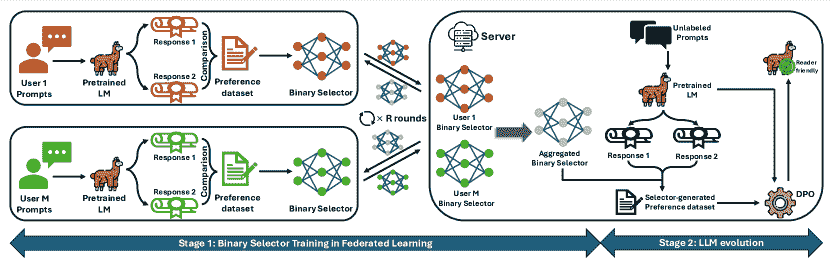 User 1
Prompts
Pretrained
LM
Response 1
Response 2
Comparison
Preference
dataset
Binary Selector
User M
Prompts
Pretrained
LM
Response 1
Response 2
Comparison
Preference
dataset
Binary Selector
× R rounds
Server
User 1
Binary Selector
User M
Binary Selector
Aggregated
Binary Selector
Unlabeled
Prompts
Pretrained
LM
Response 1
Response 2
Selector-generated
Preference dataset
DPO
Reader
friendly
Stage 1: Binary Selector Training in Federated Learning
Stage 2: LLM evolution